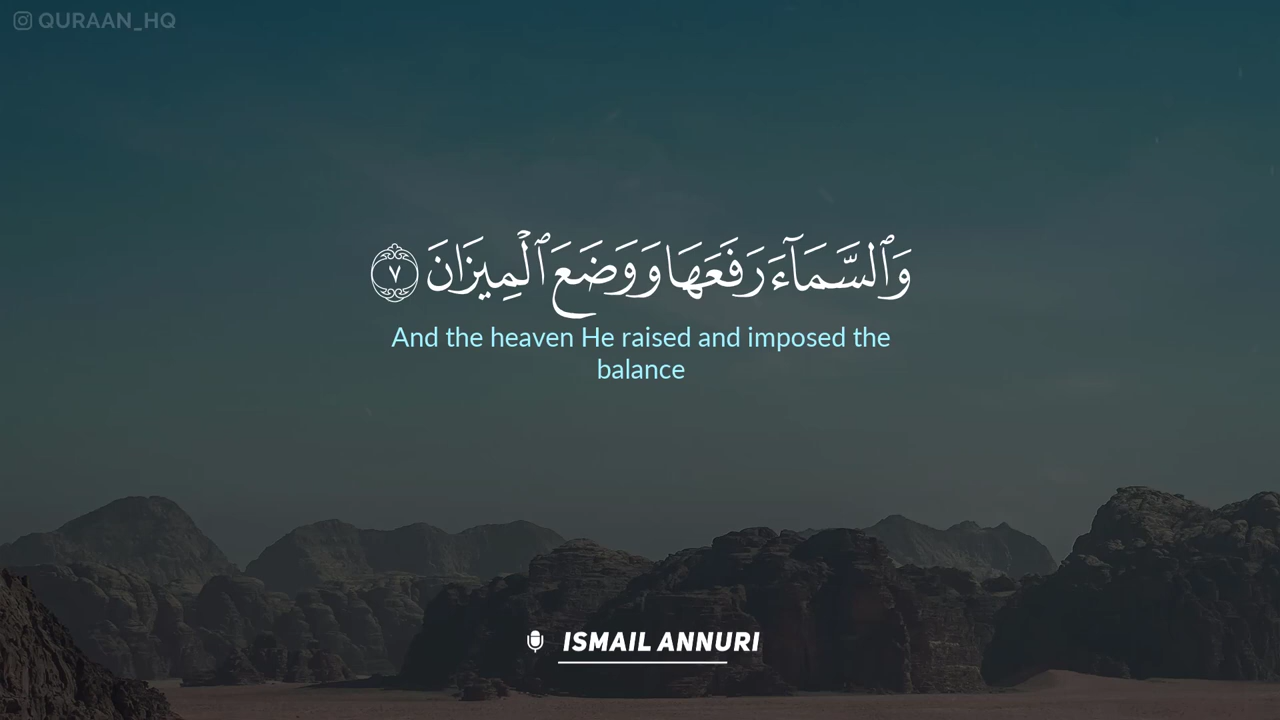 QURAAN_HQ
وَٱلسَّمَآءَ رَفَعَهَا وَوَضَعَ ٱلْمِيزَانَ ٧
And the heaven He raised and imposed the
balance
ISMAIL ANNURI